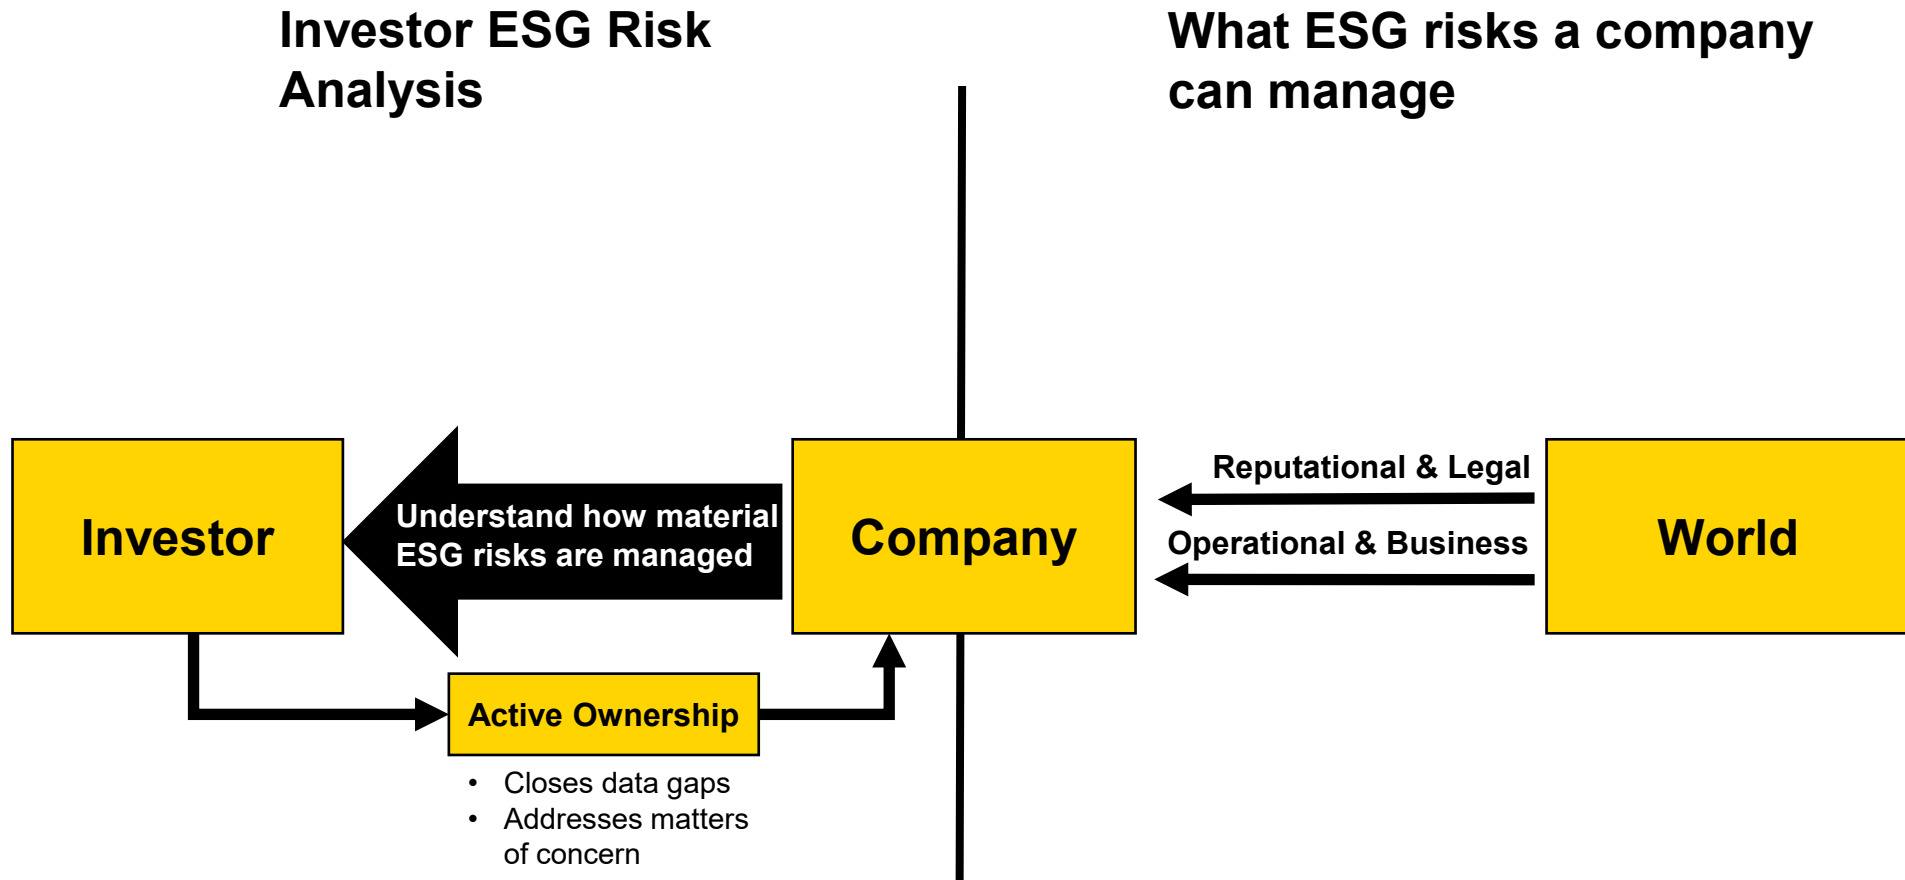 Investor ESG Risk
Analysis
What ESG risks a company
can manage
Investor
Understand how material
ESG risks are managed
Company
Reputational & Legal
Operational & Business
World
Active Ownership
• Closes data gaps
• Addresses matters
of concern